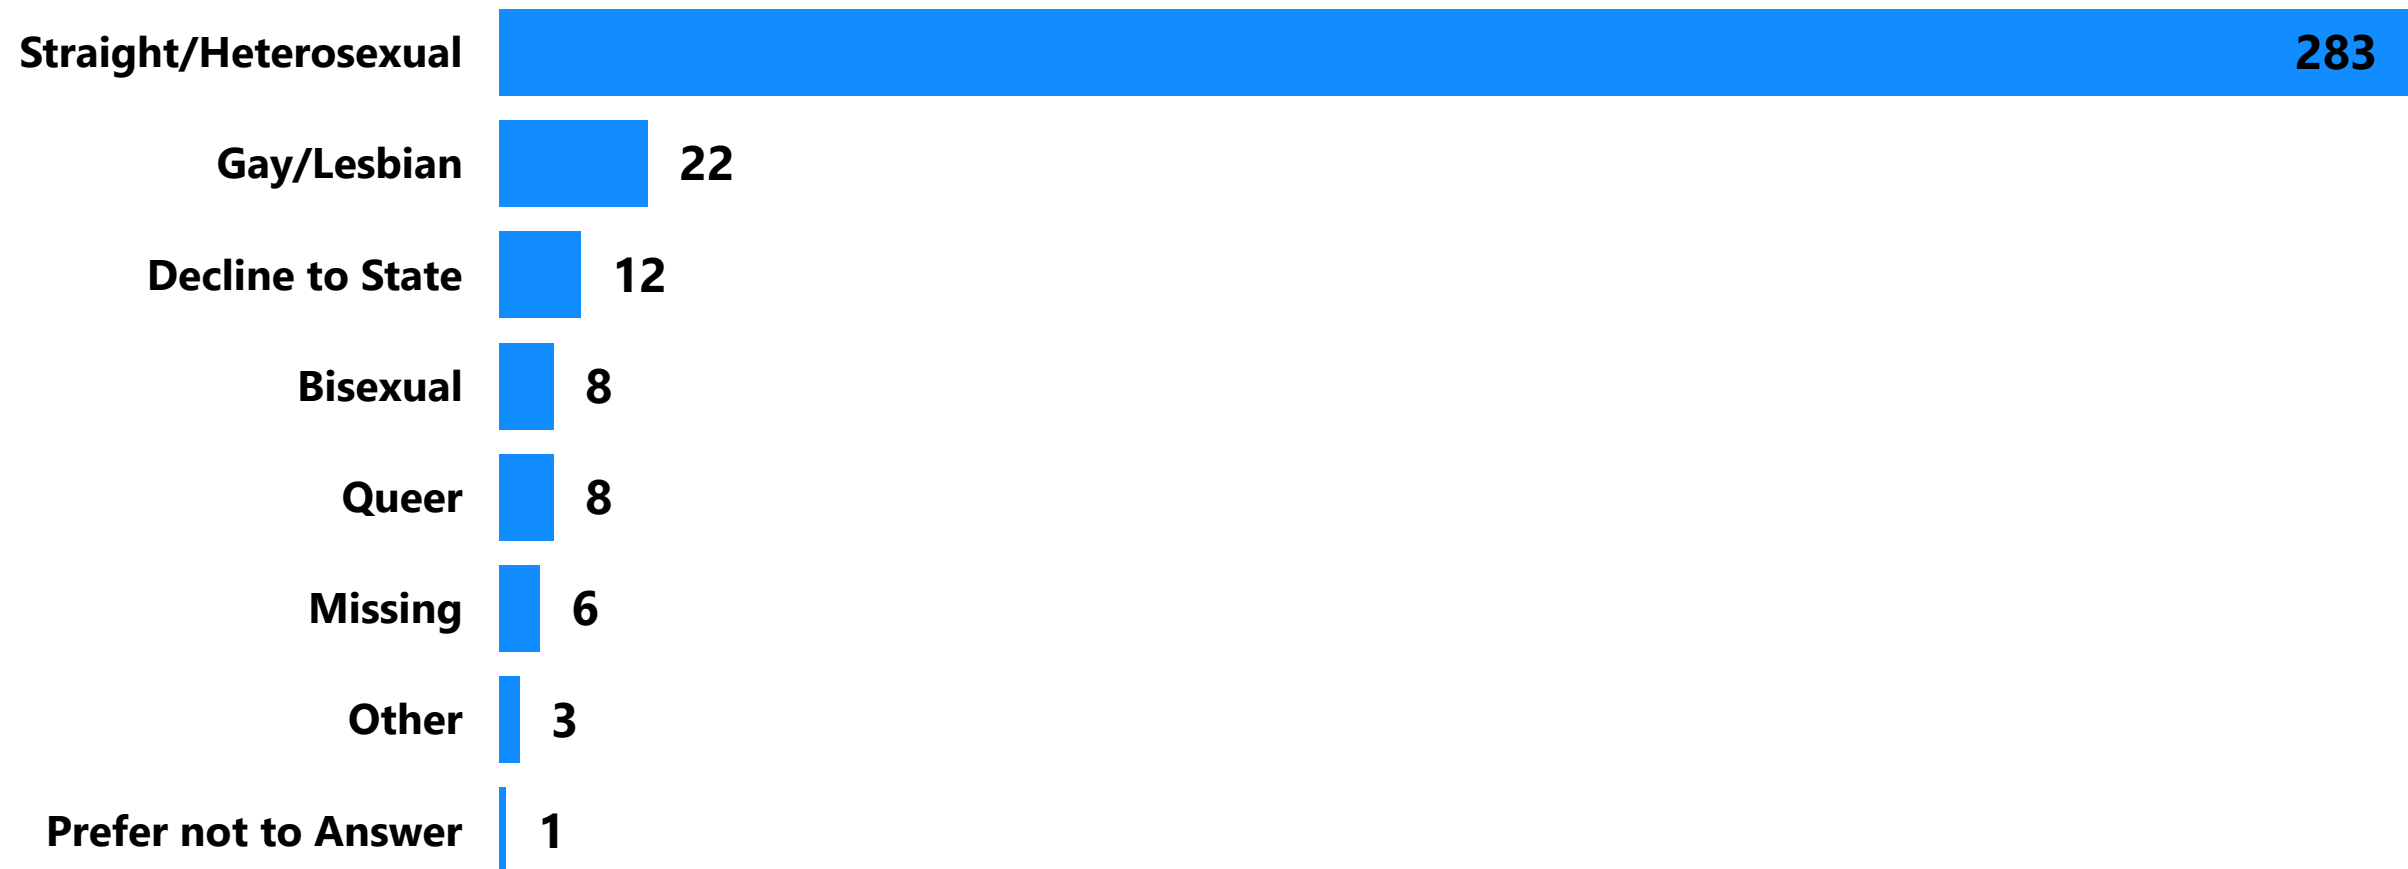 Straight/Heterosexual 283
Gay/Lesbian 22
Decline to State 12
Bisexual 8
Queer 8
Missing 6
Other 3
Prefer not to Answer 1